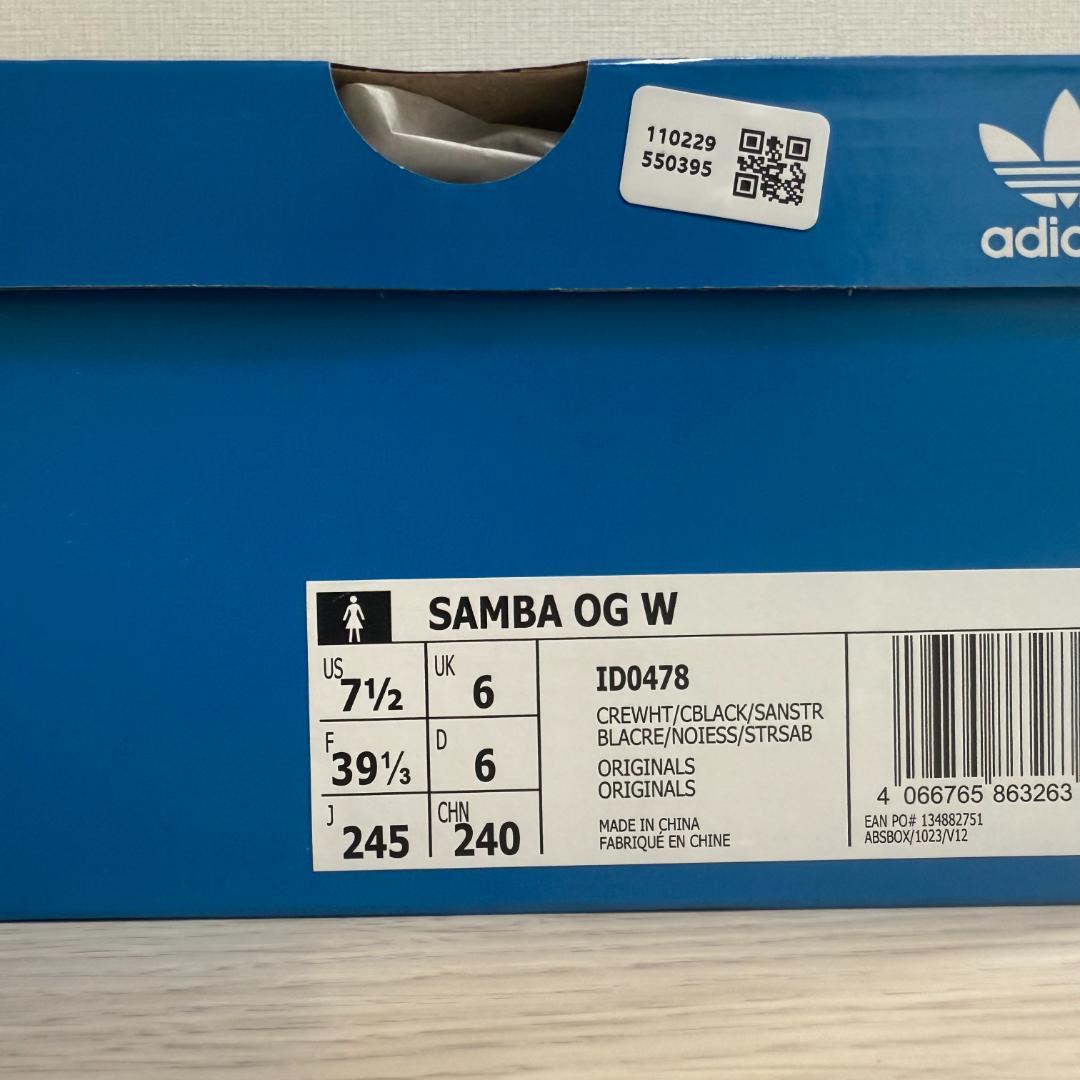 110229
550395
adidas
SAMBA OG W
US 7½
UK 6
F 39⅓
D 6
J 245
CHN 240
ID0478
CREWHT/CBLACK/SANSTR
BLACRE/NOIESS/STRSAB
ORIGINALS
ORIGINALS
MADE IN CHINA
FABRIQUÉ EN CHINE
4 066765 863263
EAN PO# 134882751
ABSBOX/1023/V12